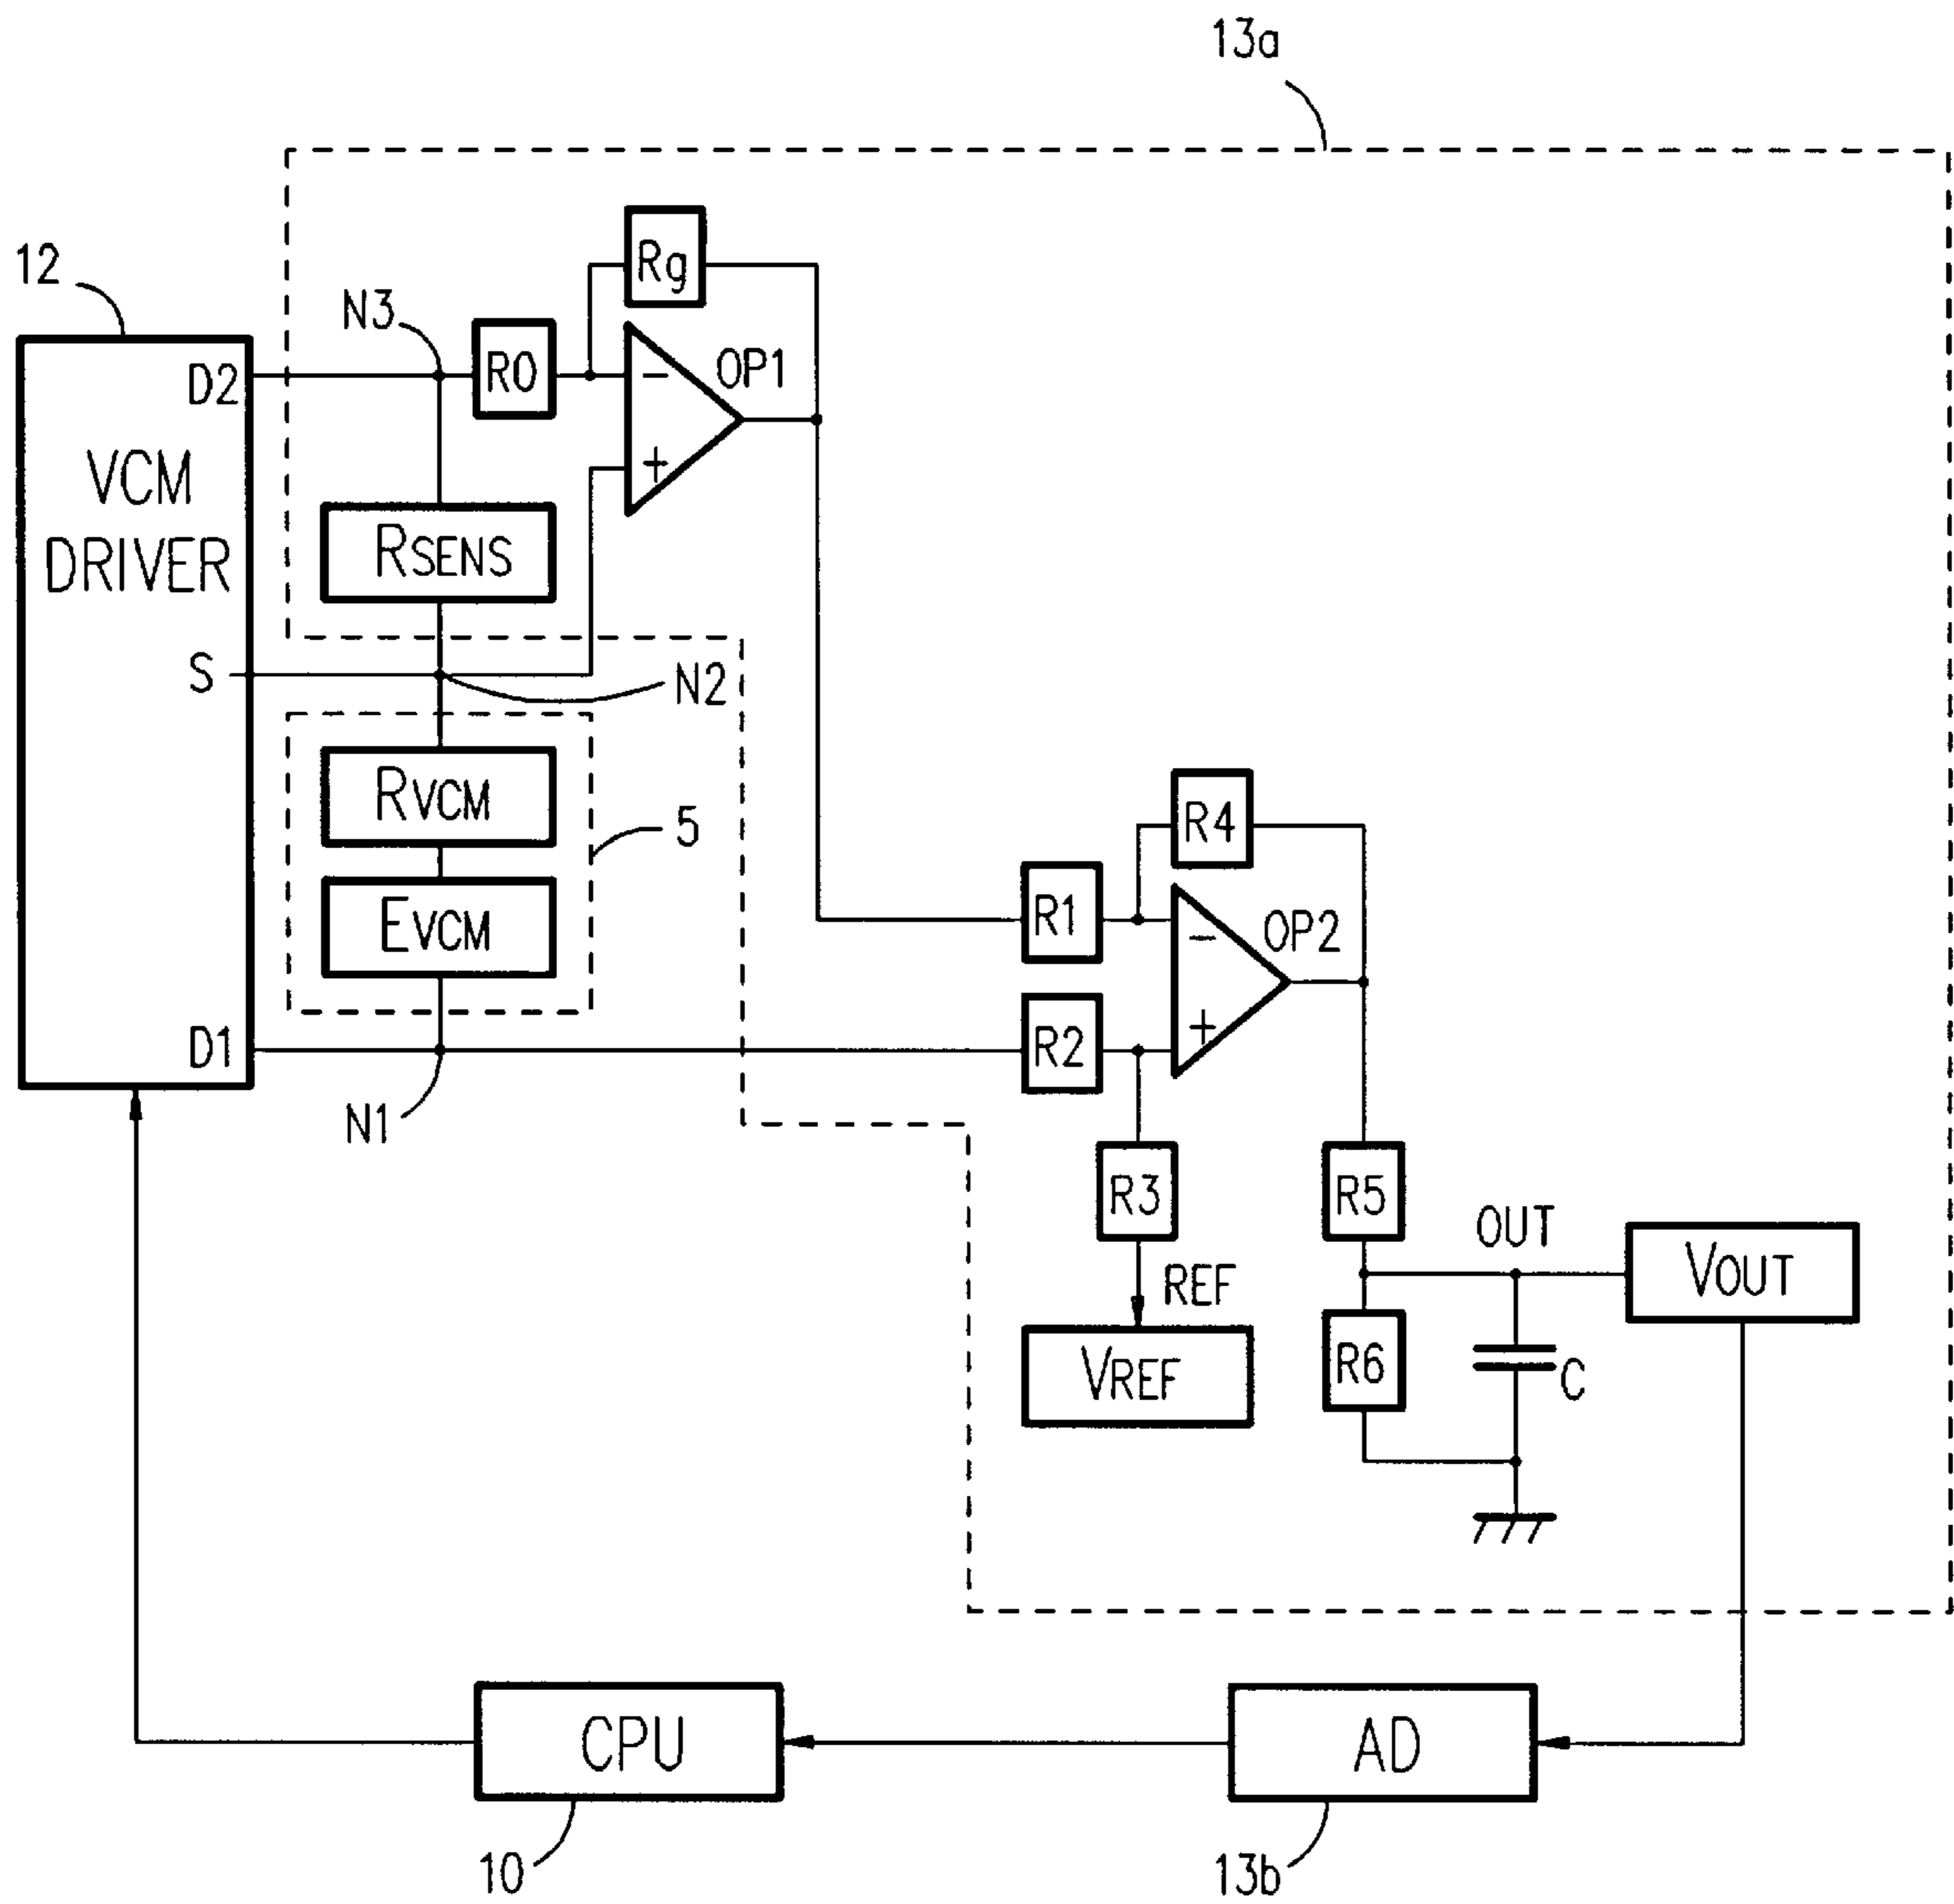 13a
12
Rg
N3
D2
R0
−
OP1
+
VCM
DRIVER
RSENS
S
N2
RVCM
5
EVCM
R4
R1
−
OP2
D1
R2
+
N1
R3
R5
OUT
VOUT
REF
VREF
R6
C
CPU
AD
10
13b